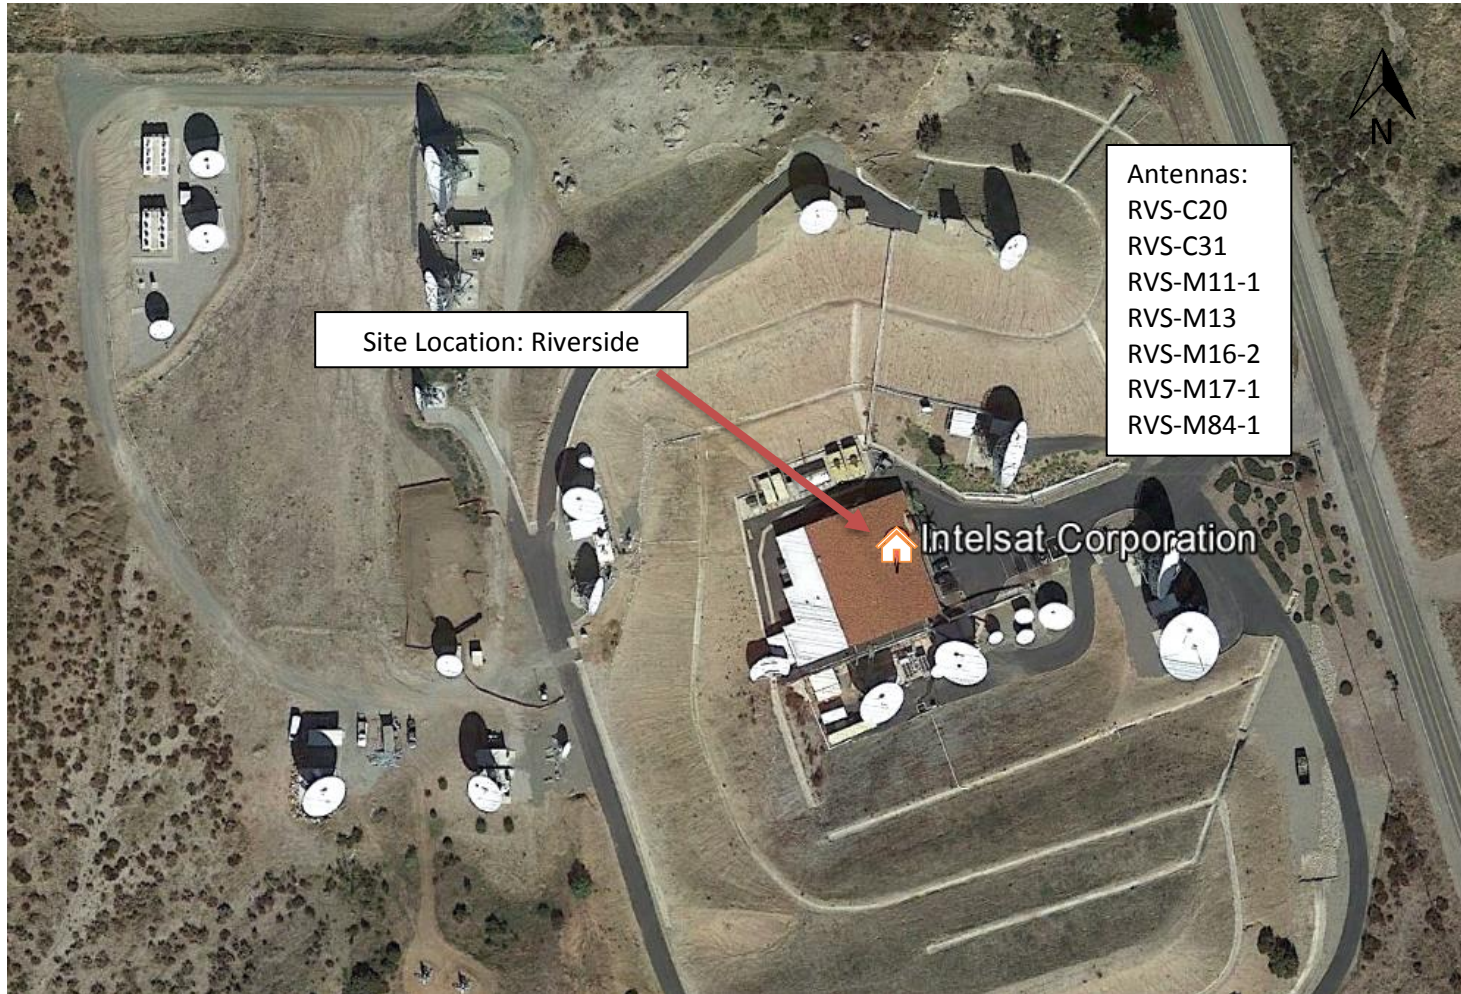 N
Antennas:
RVS-C20
RVS-C31
RVS-M11-1
RVS-M13
RVS-M16-2
RVS-M17-1
RVS-M84-1
Site Location: Riverside
Intelsat Corporation